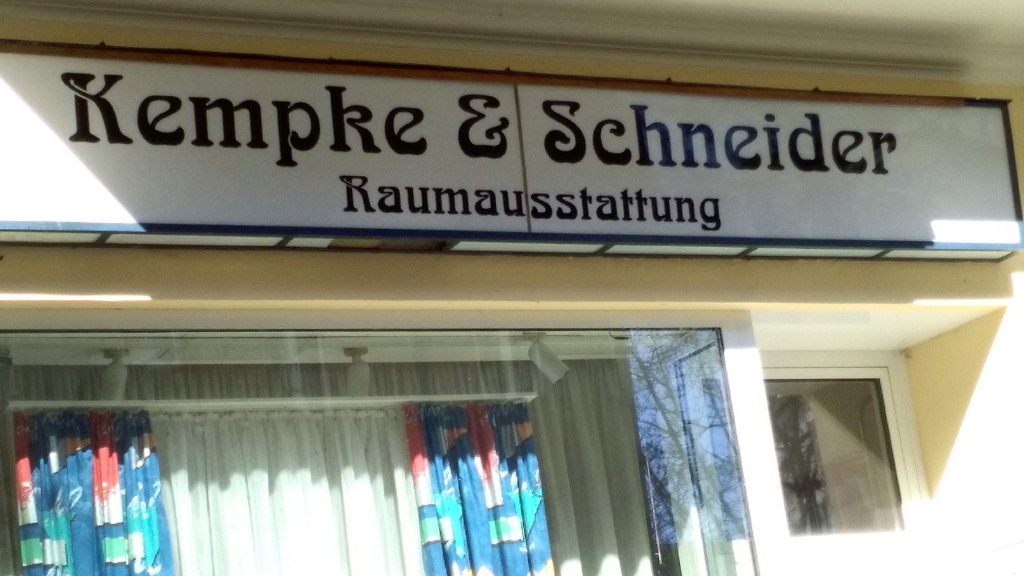 Kempke & Schneider
Raumausstattung